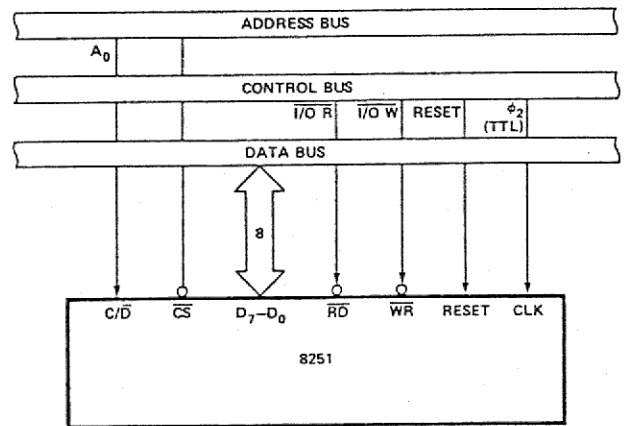 ADDRESS BUS
A₀
CONTROL BUS
I/O R I/O W RESET φ₂
(TTL)
DATA BUS
8
C/D CS D₇–D₀ RD WR RESET CLK
8251